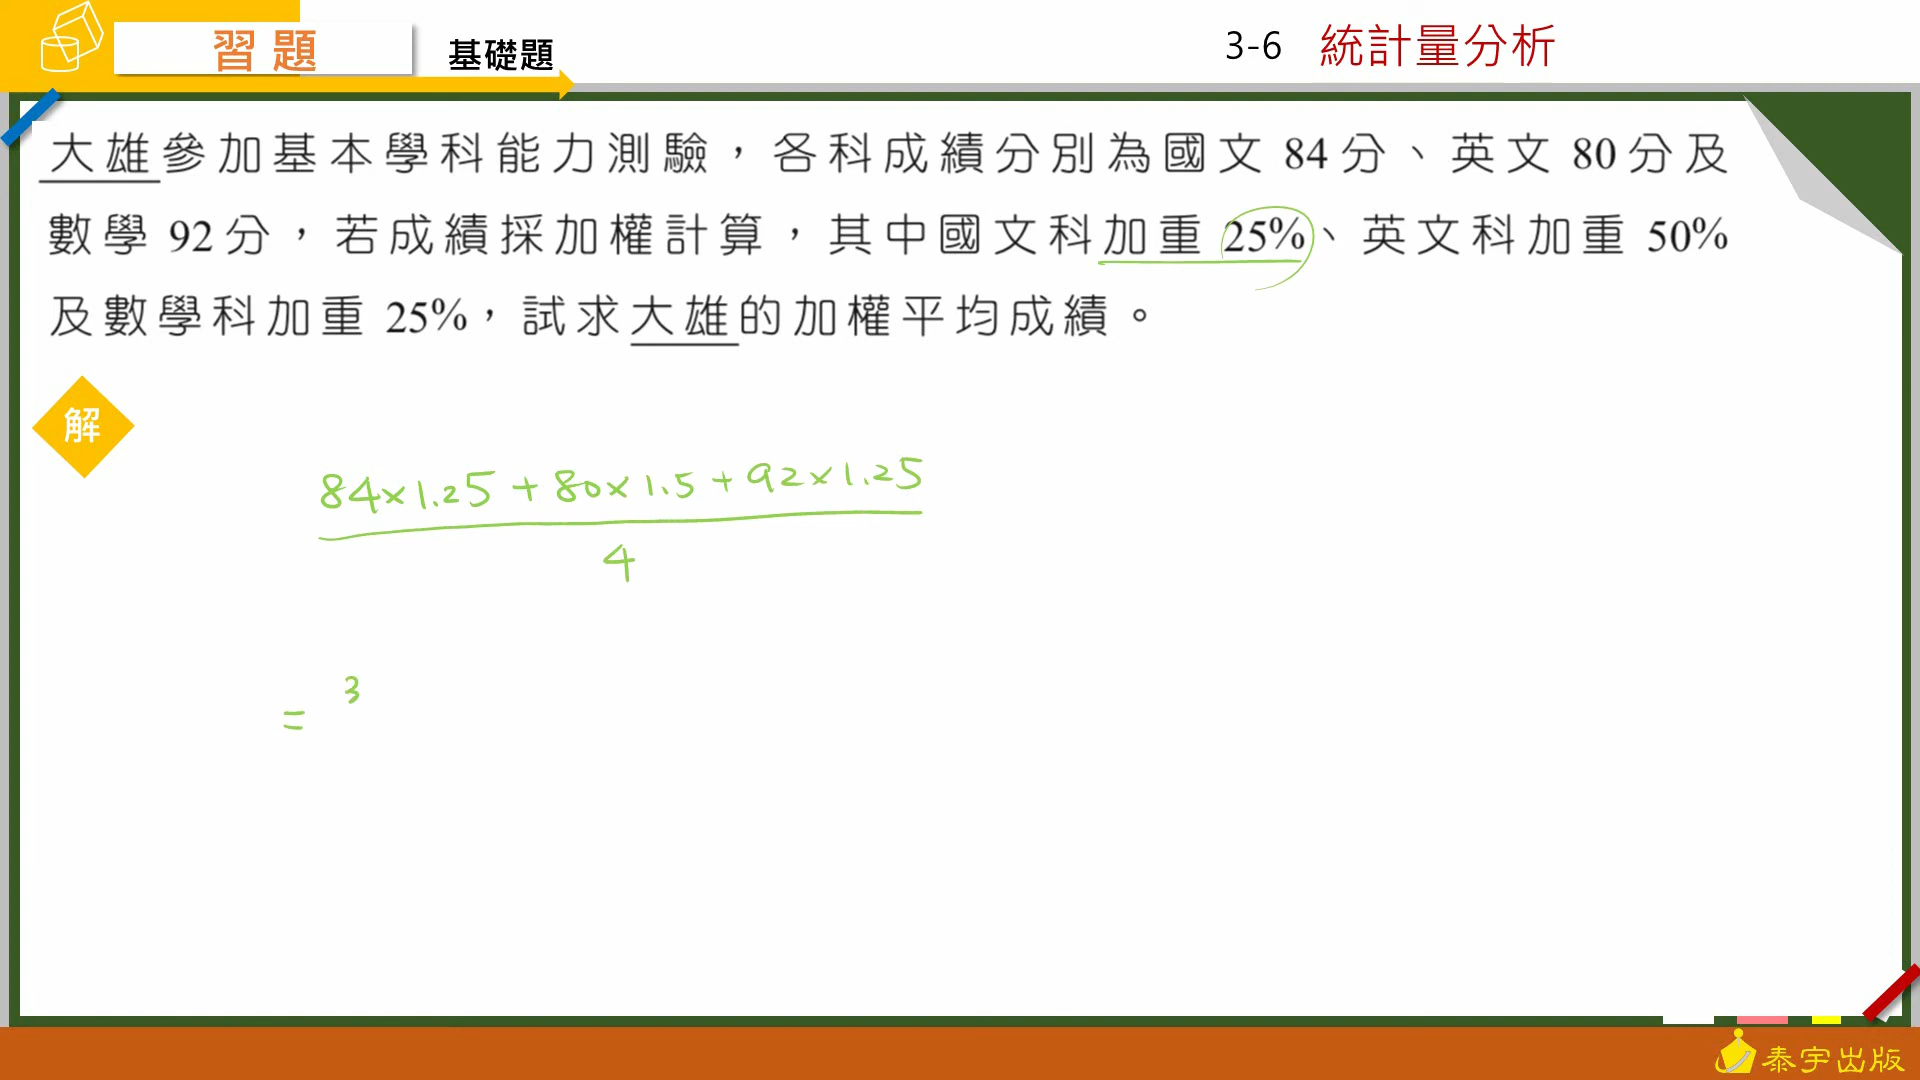 習題
基礎題
3-6 統計量分析
大雄參加基本學科能力測驗，各科成績分別為國文 84 分、英文 80 分及
數學 92 分，若成績採加權計算，其中國文科加重 25%、英文科加重 50%
及數學科加重 25%，試求大雄的加權平均成績。
解
84×1.25+80×1.5+92×1.25
4
= 3
泰宇出版